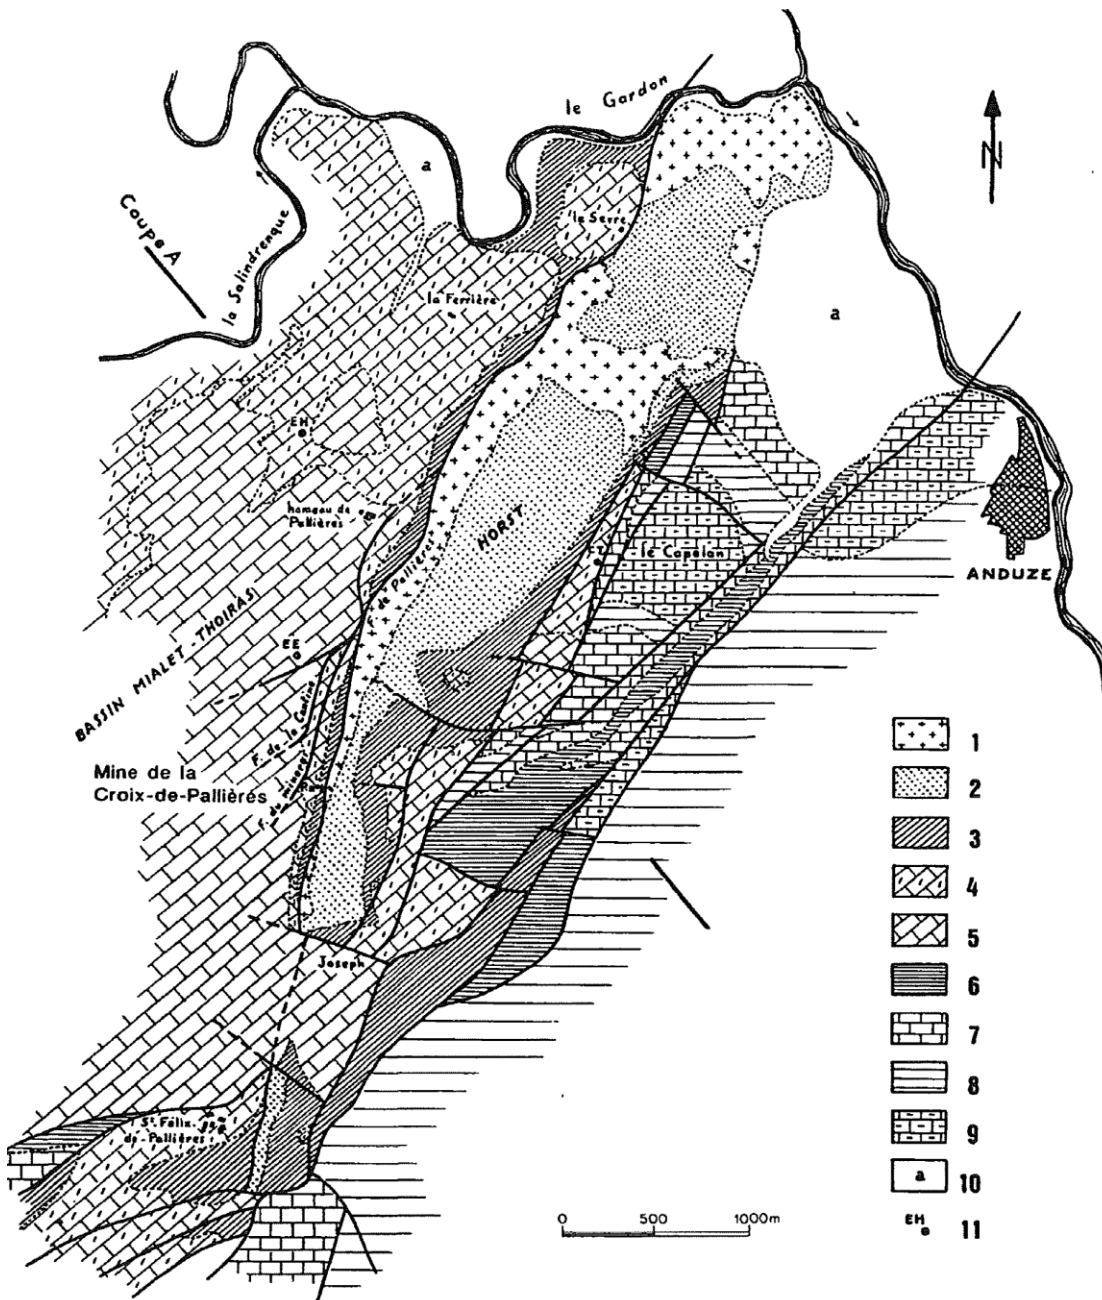 le Gardon
N
a
Coupe A
la Salindrenque
le Serre
la Ferrière
a
EH
hameau de
Pallières
HORST
de Pallières
le Capelan
ANDUZE
BASSIN MIALET-THOIRAS
EE
F. de la
Mine de la
Croix-de-Pallières
Joseph
St. Félix-
de-Pallières
1
2
3
4
5
6
7
8
9
a 10
EH 11
0 500 1000m